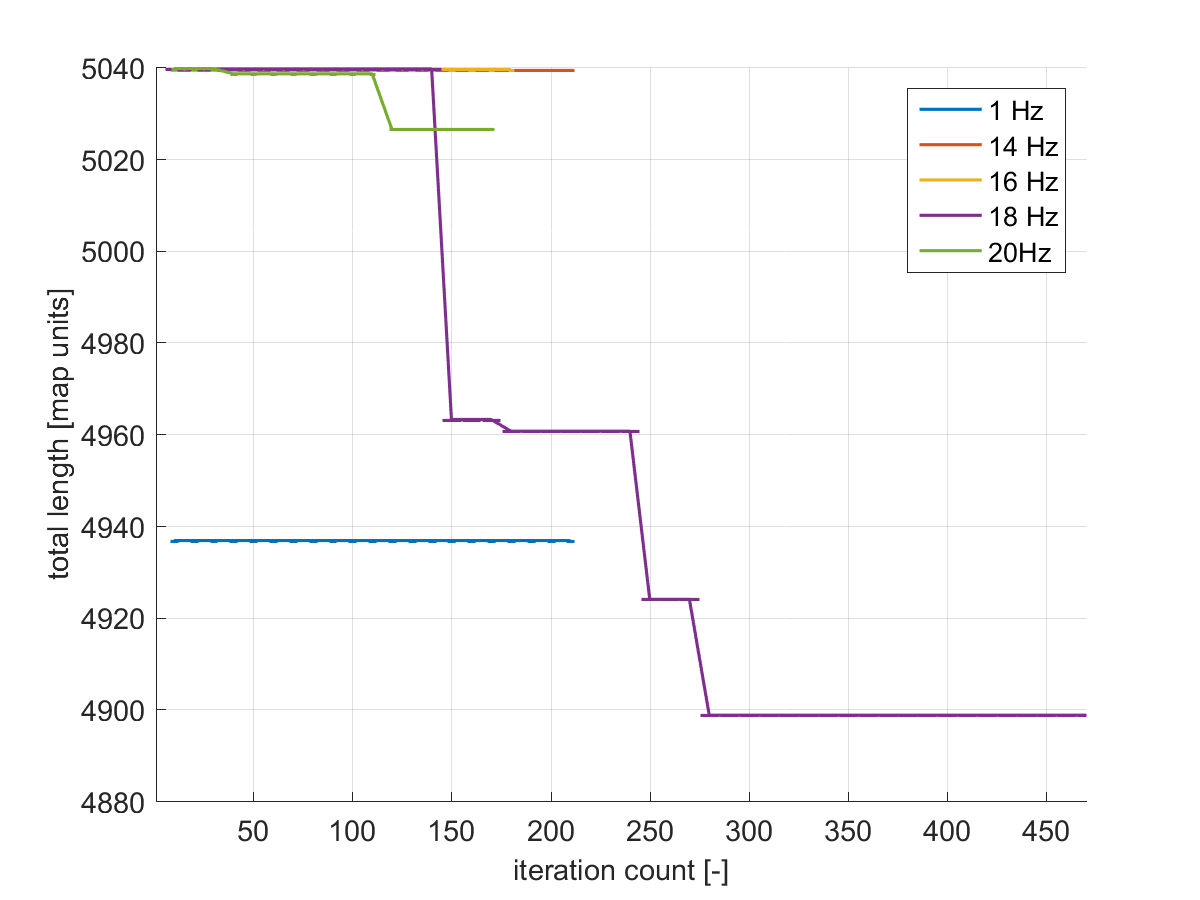 5040
5020
5000
4980
4960
4940
4920
4900
4880
total length [map units]
1 Hz
14 Hz
16 Hz
18 Hz
20Hz
50 100 150 200 250 300 350 400 450
iteration count [-]